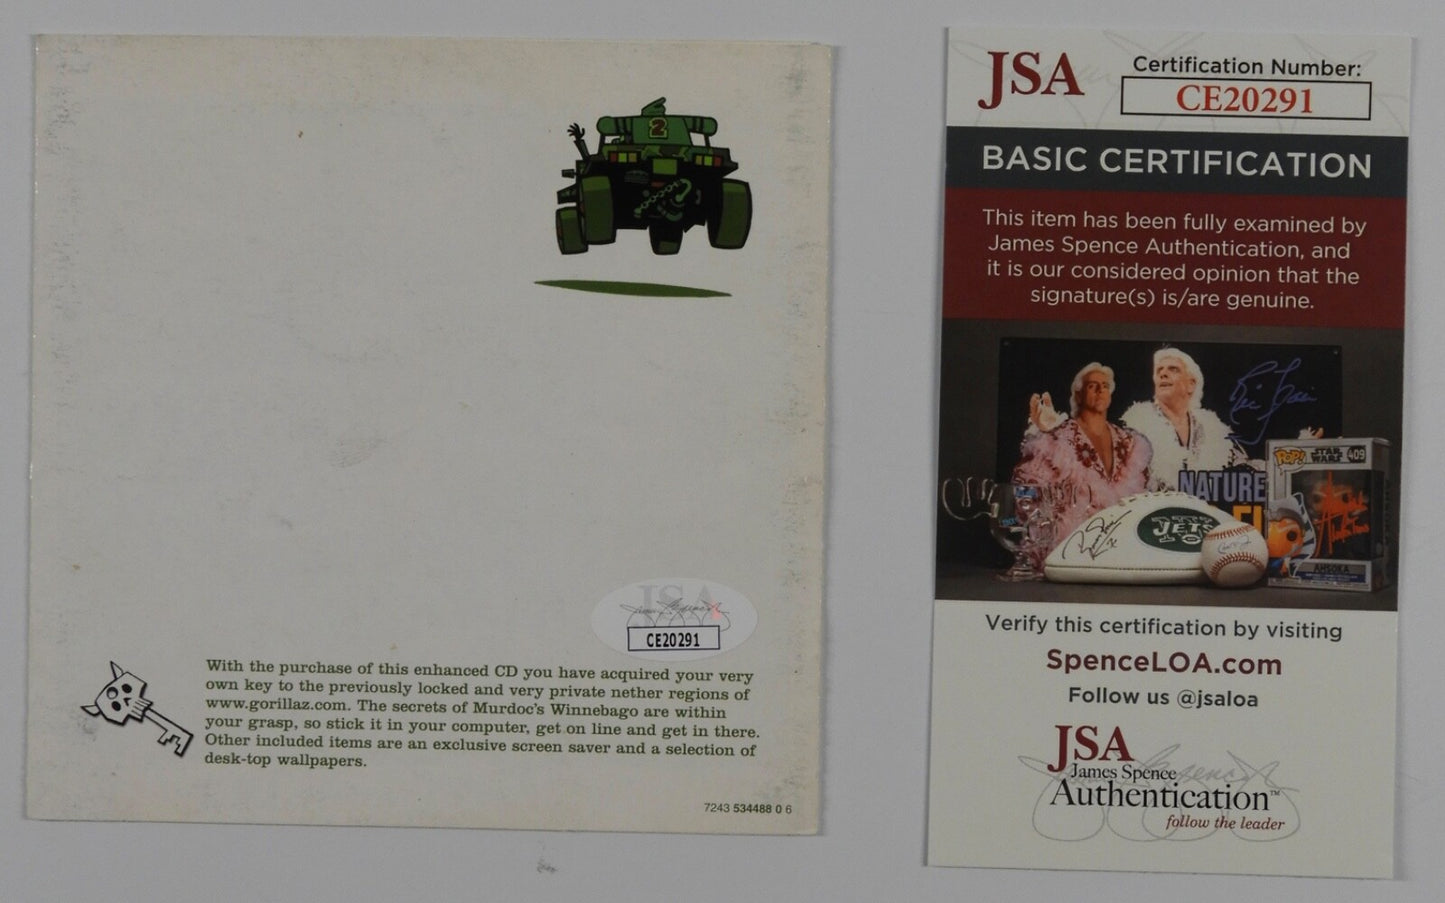 2
JSA
CE20291
With the purchase of this enhanced CD you have acquired your very
own key to the previously locked and very private nether regions of
www.gorillaz.com. The secrets of Murdoc's Winnebago are within
your grasp, so stick it in your computer, get on line and get in there.
Other included items are an exclusive screen saver and a selection of
desk-top wallpapers.
7243 534488 0 6
JSA
Certification Number:
CE20291
BASIC CERTIFICATION
This item has been fully examined by
James Spence Authentication, and
it is our considered opinion that the
signature(s) is/are genuine.
Ric Flair
POP! STAR WARS 409
NATURE
JETS
AHSOKA
Verify this certification by visiting
SpenceLOA.com
Follow us @jsaloa
JSA
James Spence
Authentication™
follow the leader